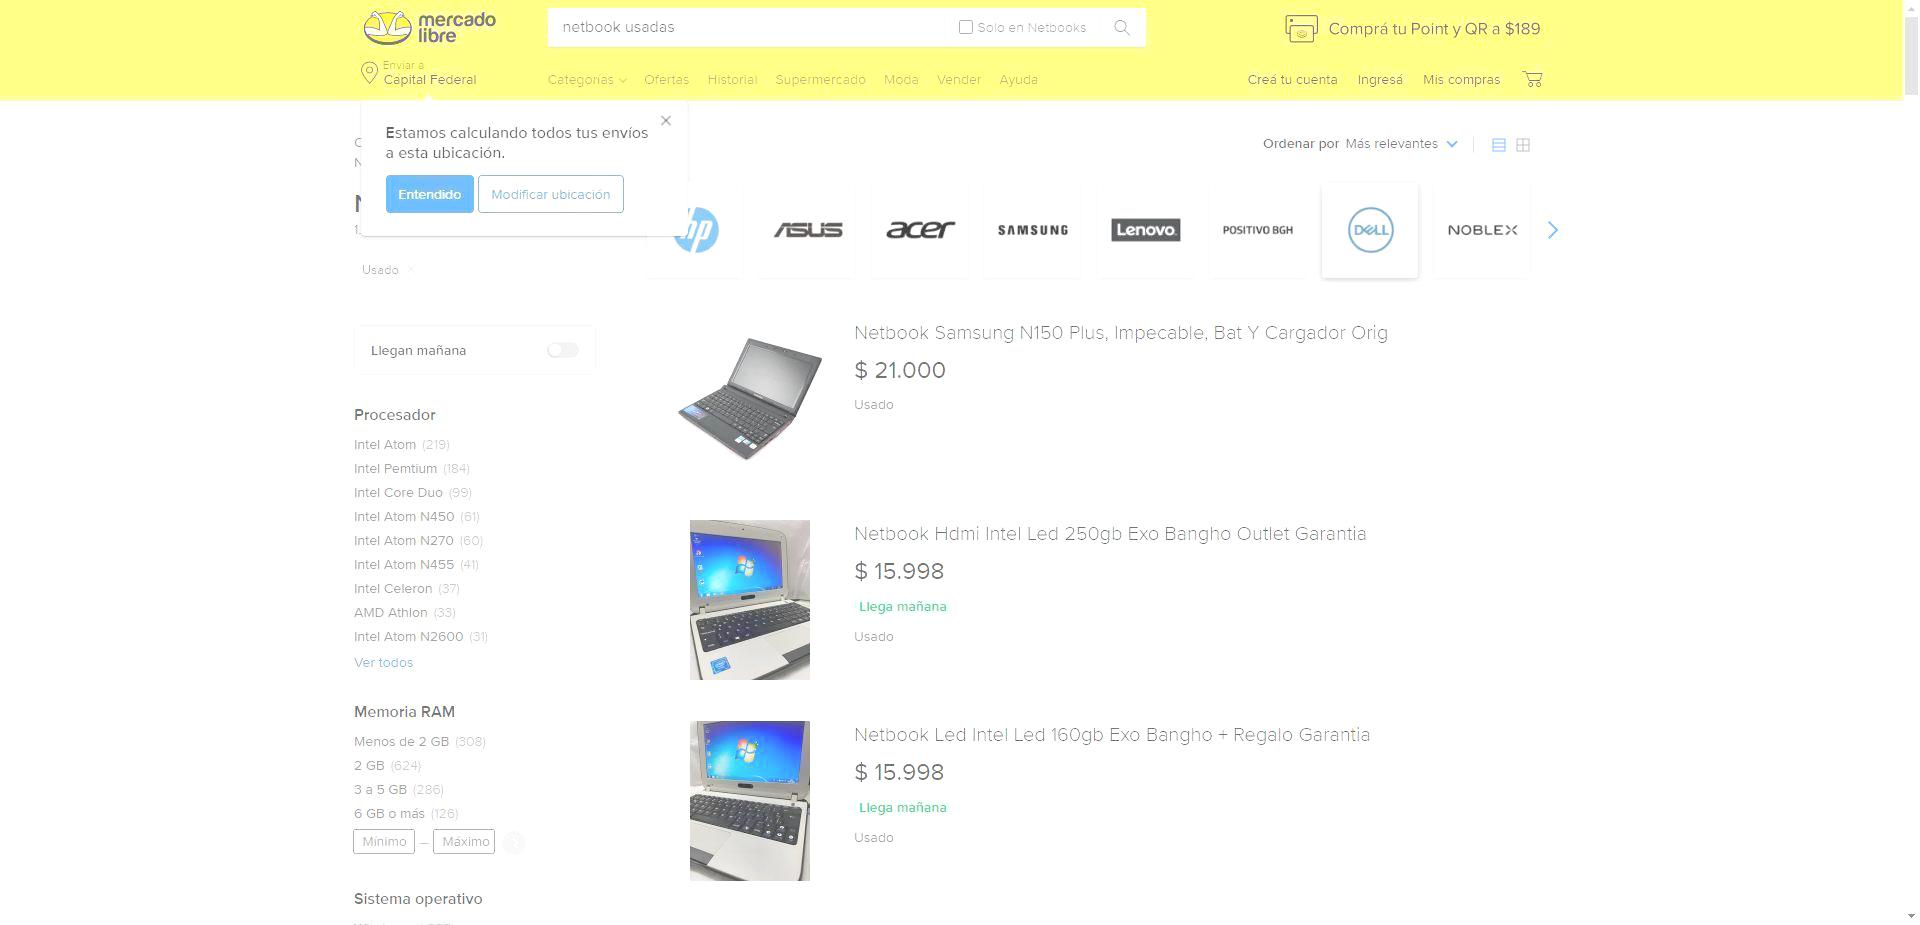 mercado
libre
netbook usadas
Solo en Netbooks
Comprá tu Point y QR a $189
Enviar a
Capital Federal
Categorías
Ofertas
Historial
Supermercado
Moda
Vender
Ayuda
Creá tu cuenta
Ingresá
Mis compras
Estamos calculando todos tus envíos
a esta ubicación.
Entendido
Modificar ubicación
Ordenar por Más relevantes
hp
ASUS
acer
SAMSUNG
Lenovo
POSITIVO BGH
DELL
NOBLEX
Usado
Llegan mañana
Procesador
Intel Atom (219)
Intel Pemtium (184)
Intel Core Duo (99)
Intel Atom N450 (61)
Intel Atom N270 (60)
Intel Atom N455 (41)
Intel Celeron (37)
AMD Athlon (33)
Intel Atom N2600 (31)
Ver todos
Memoria RAM
Menos de 2 GB (308)
2 GB (624)
3 a 5 GB (286)
6 GB o más (126)
Mínimo — Máximo
Sistema operativo
Netbook Samsung N150 Plus, Impecable, Bat Y Cargador Orig
$ 21.000
Usado
Netbook Hdmi Intel Led 250gb Exo Bangho Outlet Garantia
$ 15.998
Llega mañana
Usado
Netbook Led Intel Led 160gb Exo Bangho + Regalo Garantia
$ 15.998
Llega mañana
Usado